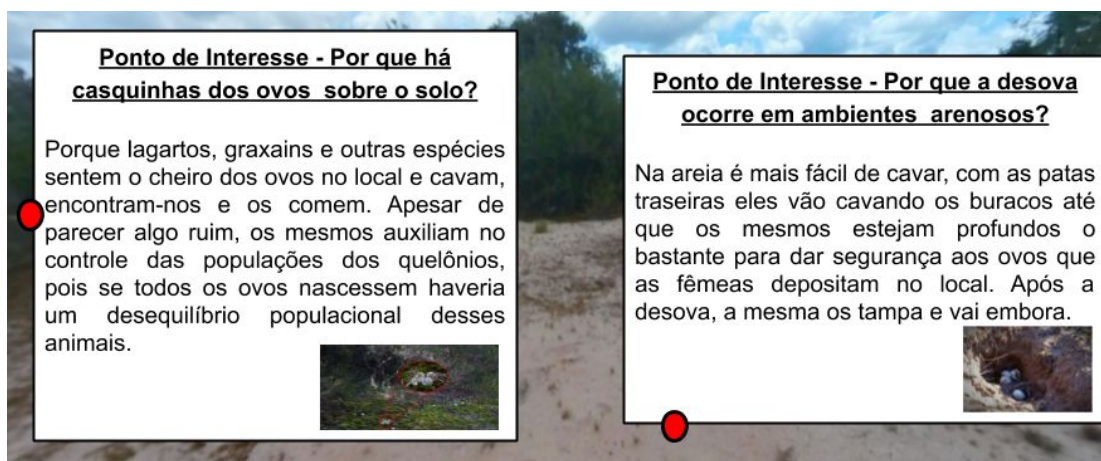 Ponto de Interesse - Por que há
casquinhas dos ovos sobre o solo?
Porque lagartos, graxains e outras espécies
sentem o cheiro dos ovos no local e cavam,
encontram-nos e os comem. Apesar de
parecer algo ruim, os mesmos auxiliam no
controle das populações dos quelônios,
pois se todos os ovos nascessem haveria
um desequilíbrio populacional desses
animais.
Ponto de Interesse - Por que a desova
ocorre em ambientes arenosos?
Na areia é mais fácil de cavar, com as patas
traseiras eles vão cavando os buracos até
que os mesmos estejam profundos o
bastante para dar segurança aos ovos que
as fêmeas depositam no local. Após a
desova, a mesma os tampa e vai embora.